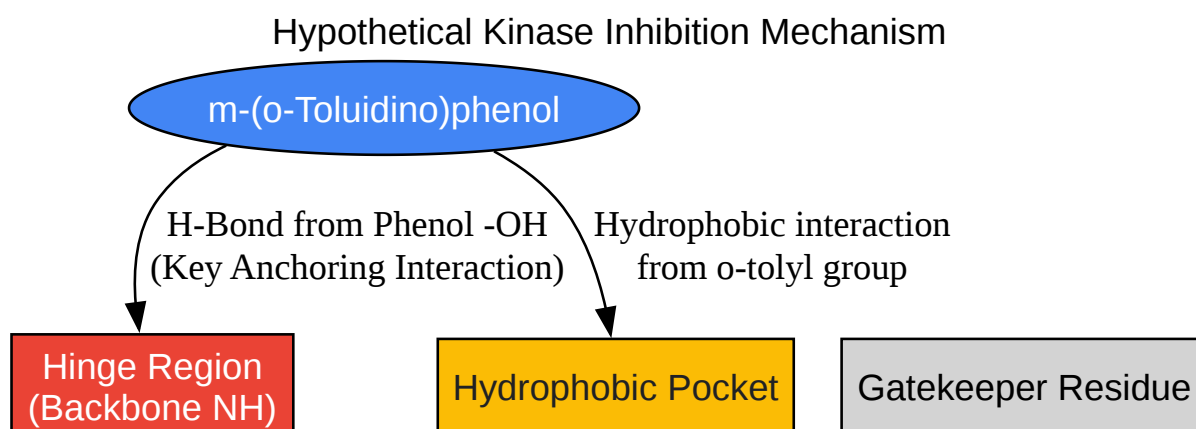 Hypothetical Kinase Inhibition Mechanism
m-(o-Toluidino)phenol
H-Bond from Phenol -OH
(Key Anchoring Interaction)
Hydrophobic interaction
from o-tolyl group
Hinge Region
(Backbone NH)
Hydrophobic Pocket
Gatekeeper Residue